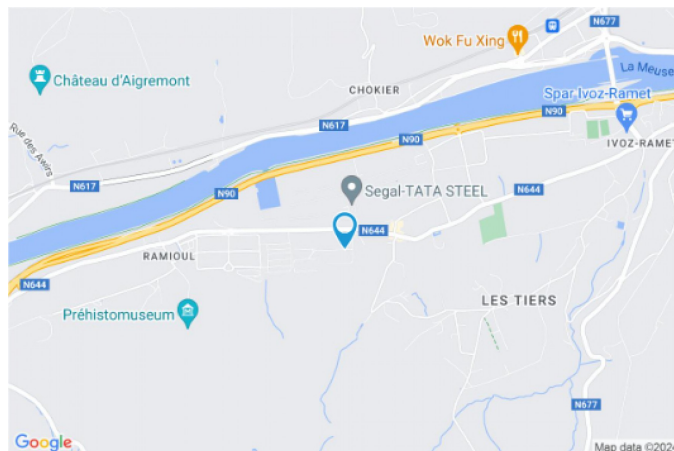 N677
Wok Fu Xing
La Meuse
Château d'Aigremont
CHOKIER
Spar Ivoz-Ramet
N90
N617
Rue des Awirs
N90
IVOZ-RAMET
N617
Segal-TATA STEEL
N644
N90
N644
RAMIOUL
N644
LES TIERS
Préhistomuseum
N677
Google
Map data ©2024